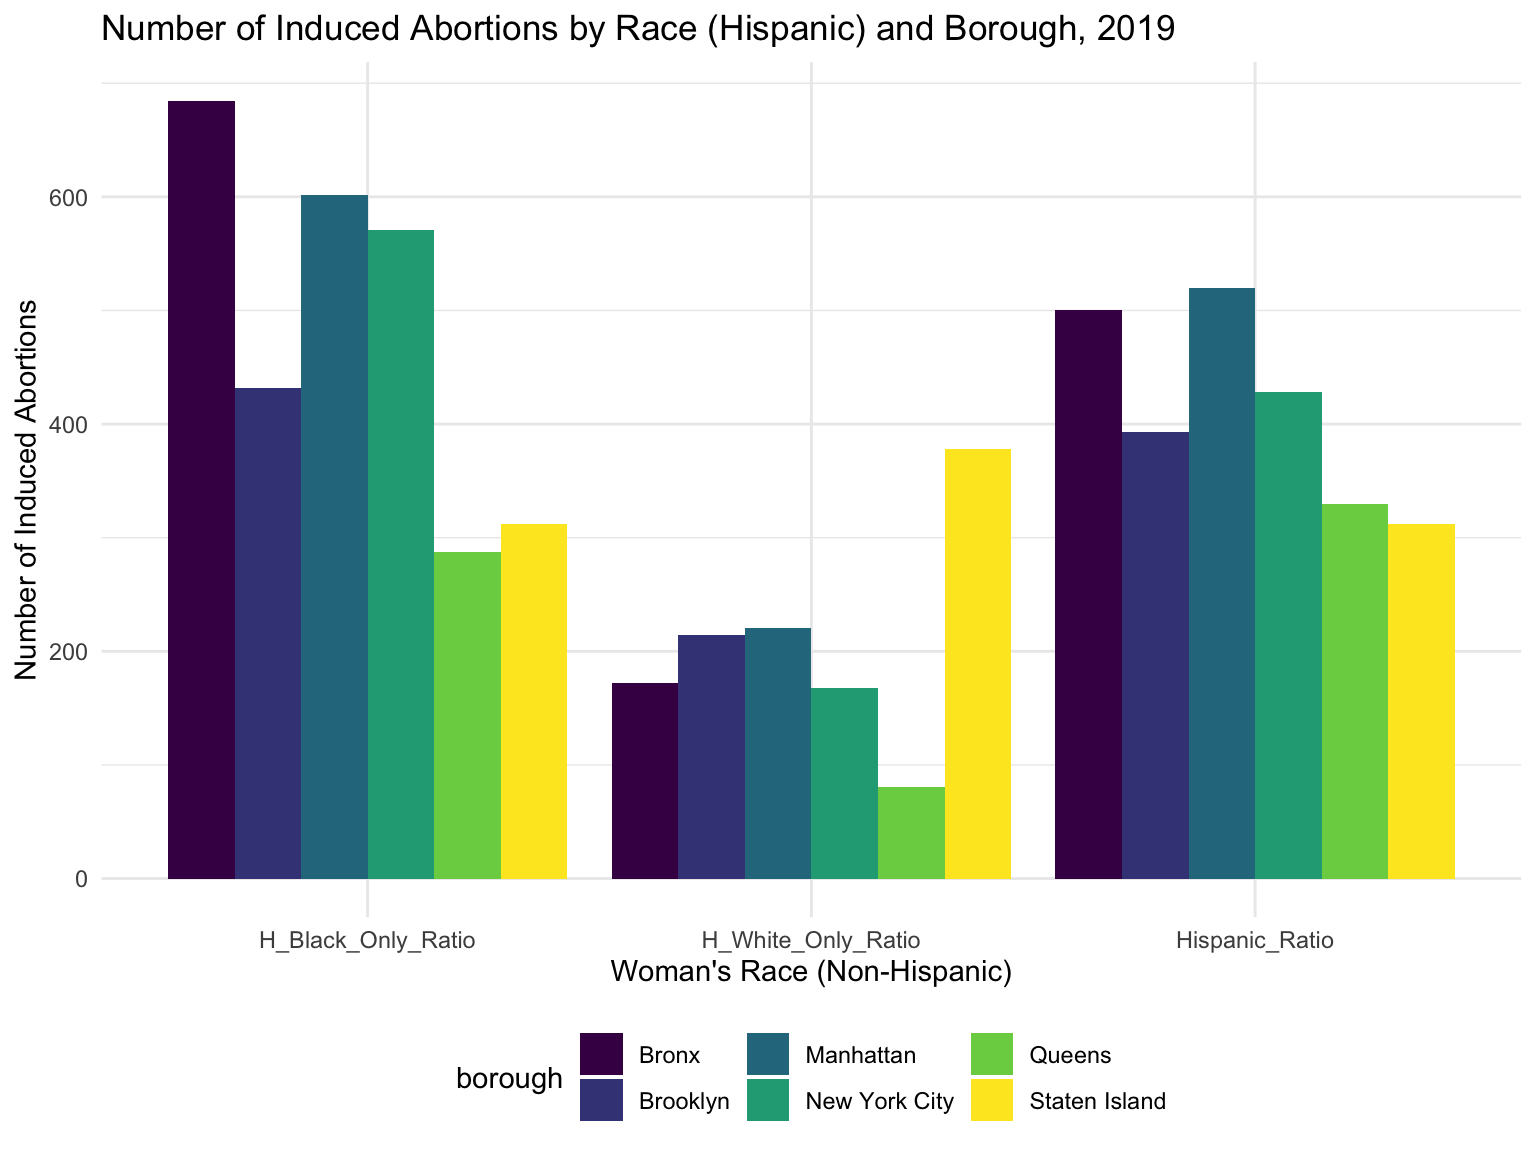 Number of Induced Abortions by Race (Hispanic) and Borough, 2019
Number of Induced Abortions
600
400
200
0
H_Black_Only_Ratio
H_White_Only_Ratio
Hispanic_Ratio
Woman's Race (Non-Hispanic)
borough
Bronx
Manhattan
Queens
Brooklyn
New York City
Staten Island